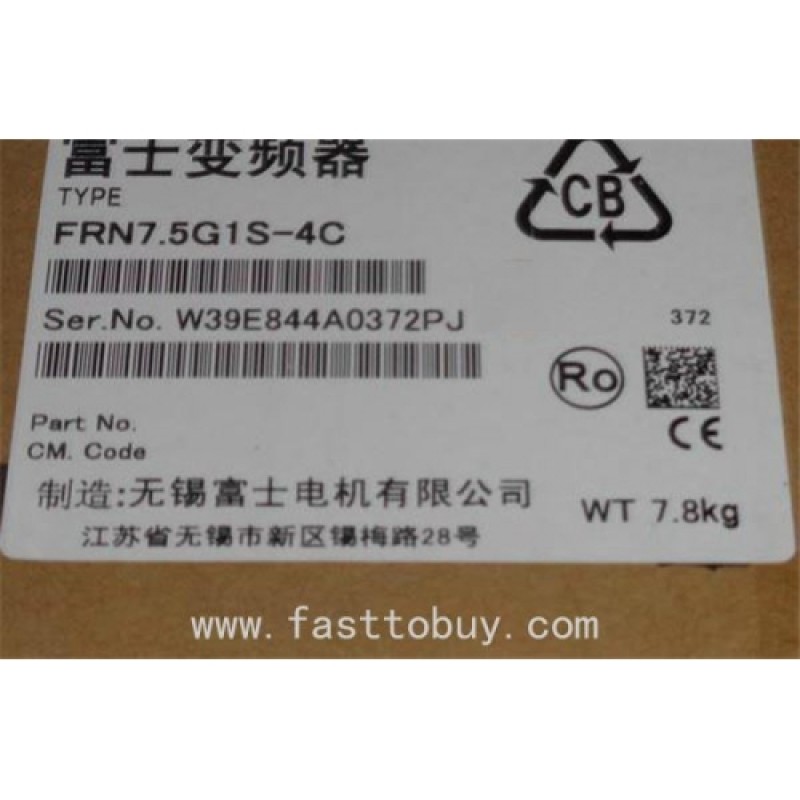 富士变频器
TYPE
FRN7.5G1S-4C
CB
Ser.No. W39E844A0372PJ
372
Ro
Part No.
CE
CM. Code
制造:无锡富士电机有限公司
WT 7.8kg
江苏省无锡市新区锡梅路28号
www.fasttobuy.com